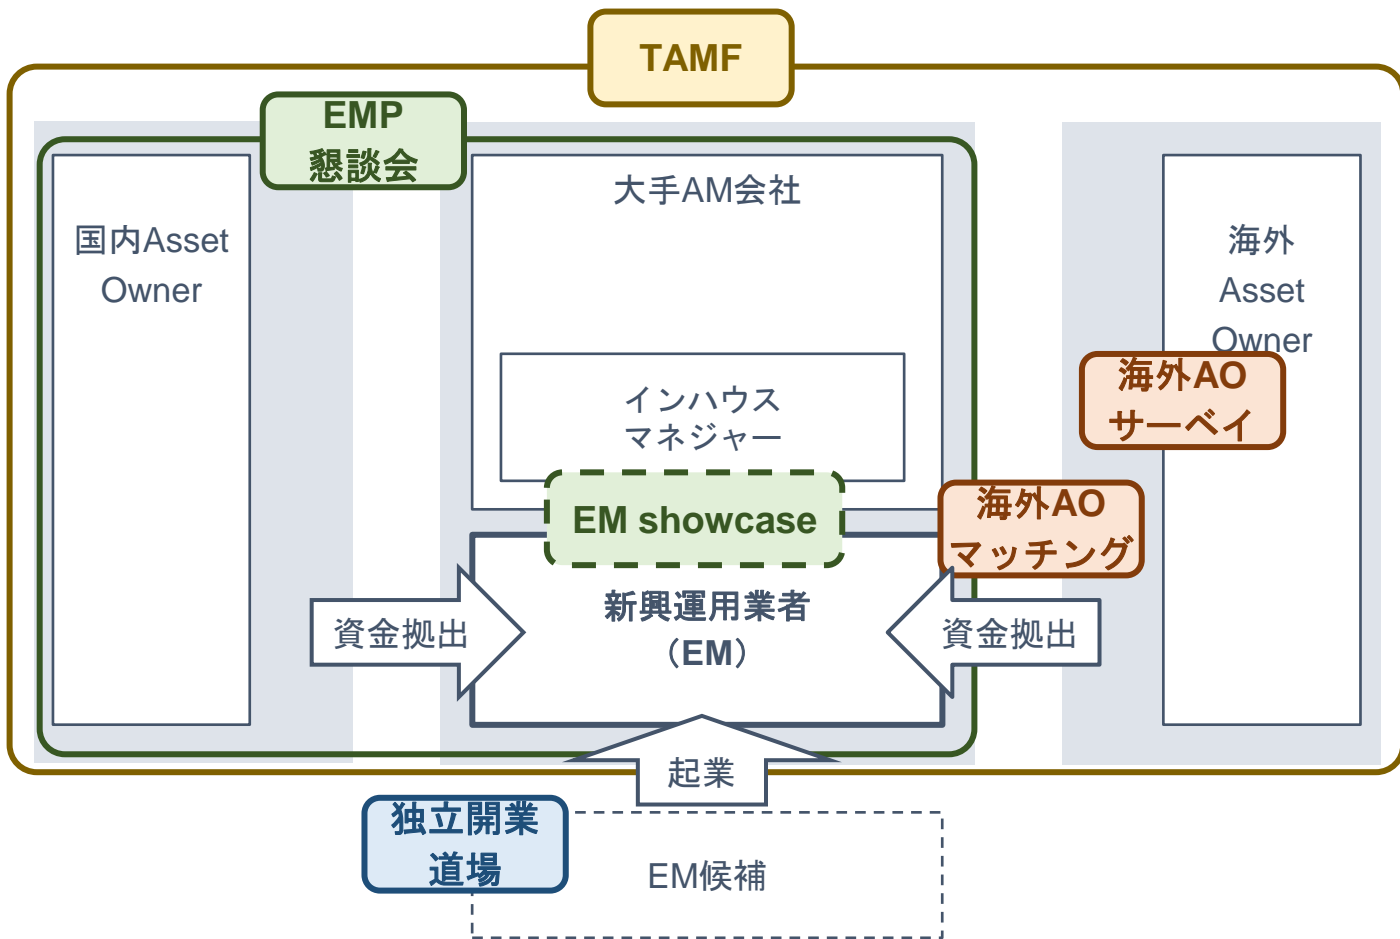 TAMF
EMP
懇談会
国内Asset
Owner
大手AM会社
海外
Asset
Owner
インハウス
マネジャー
海外AO
サーベイ
EM showcase
海外AO
マッチング
資金拠出
新興運用業者
（EM）
資金拠出
起業
独立開業
道場
EM候補